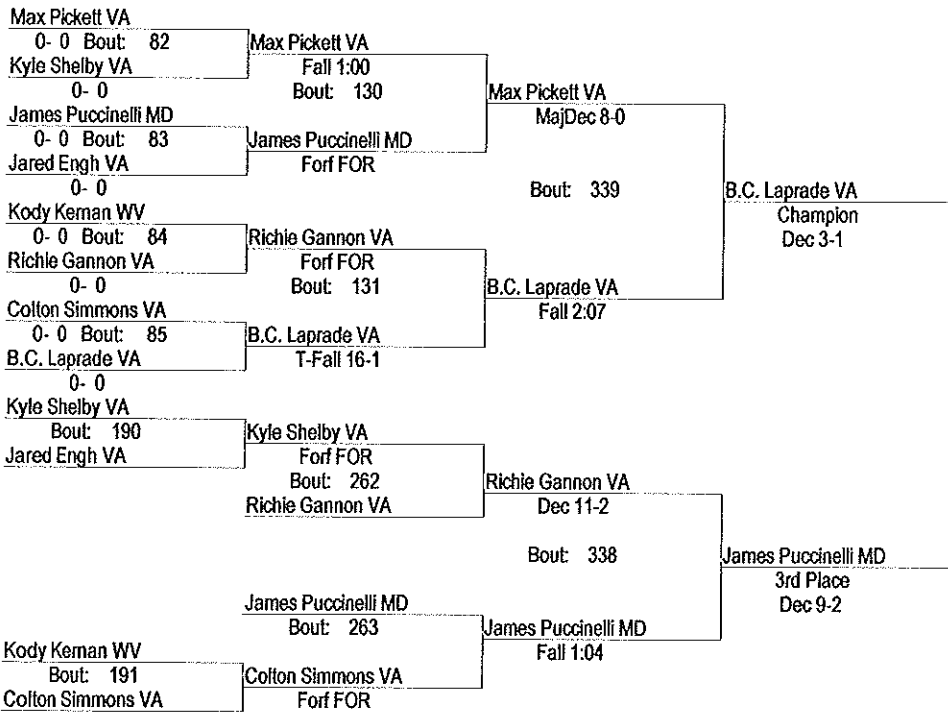 Max Pickett VA
0- 0 Bout: 82
Max Pickett VA
Kyle Shelby VA
Fall 1:00
0- 0
Bout: 130
Max Pickett VA
James Puccinelli MD
MajDec 8-0
0- 0 Bout: 83
James Puccinelli MD
Jared Engh VA
Forf FOR
0- 0
Bout: 339
B.C. Laprade VA
Kody Kernan WV
Champion
0- 0 Bout: 84
Richie Gannon VA
Dec 3-1
Richie Gannon VA
Forf FOR
0- 0
Bout: 131
B.C. Laprade VA
Colton Simmons VA
Fall 2:07
0- 0 Bout: 85
B.C. Laprade VA
B.C. Laprade VA
T-Fall 16-1
0- 0
Kyle Shelby VA
Bout: 190
Kyle Shelby VA
Jared Engh VA
Forf FOR
Bout: 262
Richie Gannon VA
Richie Gannon VA
Dec 11-2
Bout: 338
James Puccinelli MD
3rd Place
James Puccinelli MD
Dec 9-2
Bout: 263
James Puccinelli MD
Kody Kernan WV
Fall 1:04
Bout: 191
Colton Simmons VA
Colton Simmons VA
Forf FOR